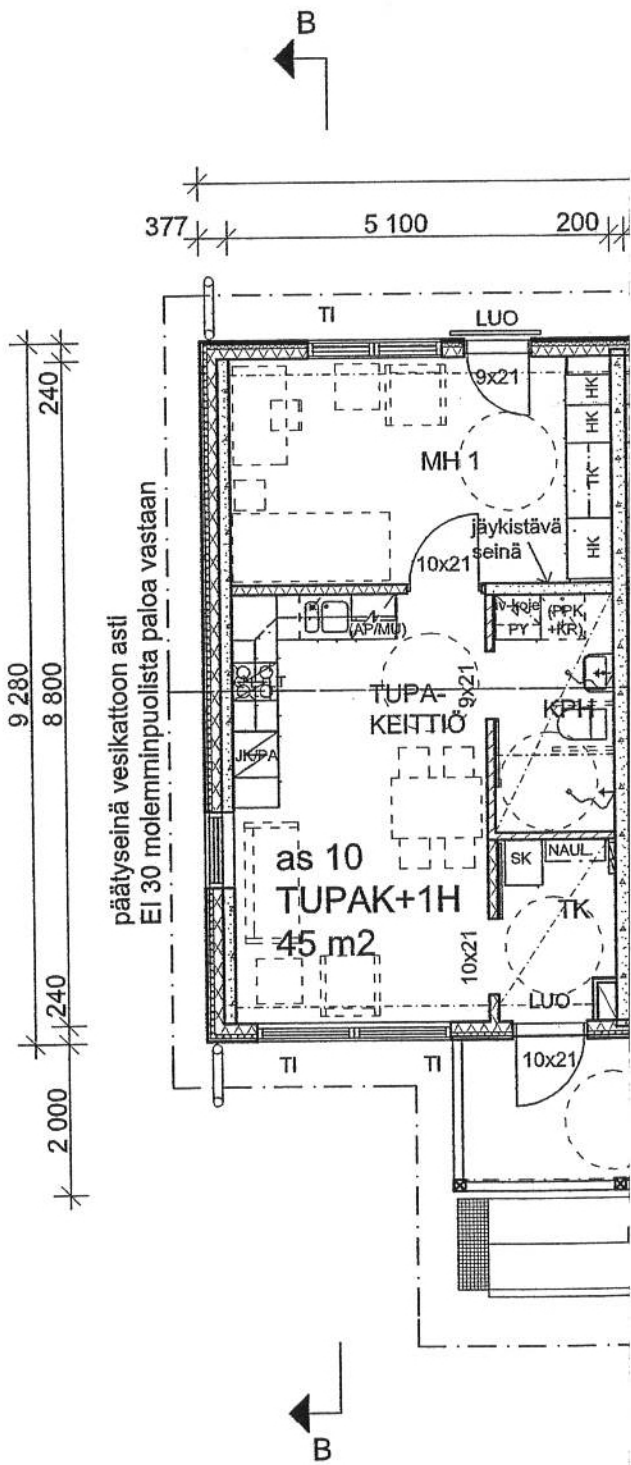 B
377
5 100
200
TI
LUO
9x21
HK
HK
TK
HK
MH 1
jäykistävä
seinä
10x21
240
8 800
240
9 280
2 000
päätyseinä vesikattoon asti
EI 30 molemminpuolista paloa vastaan
(AP/MU)
iv-koje
PY
(PPK
+KR)
TUPA-
KEITTIÖ
9x21
KPH
JK/PA
as 10
TUPAK+1H
45 m2
SK
NAUL.
TK
10x21
LUO
TI
TI
10x21
B